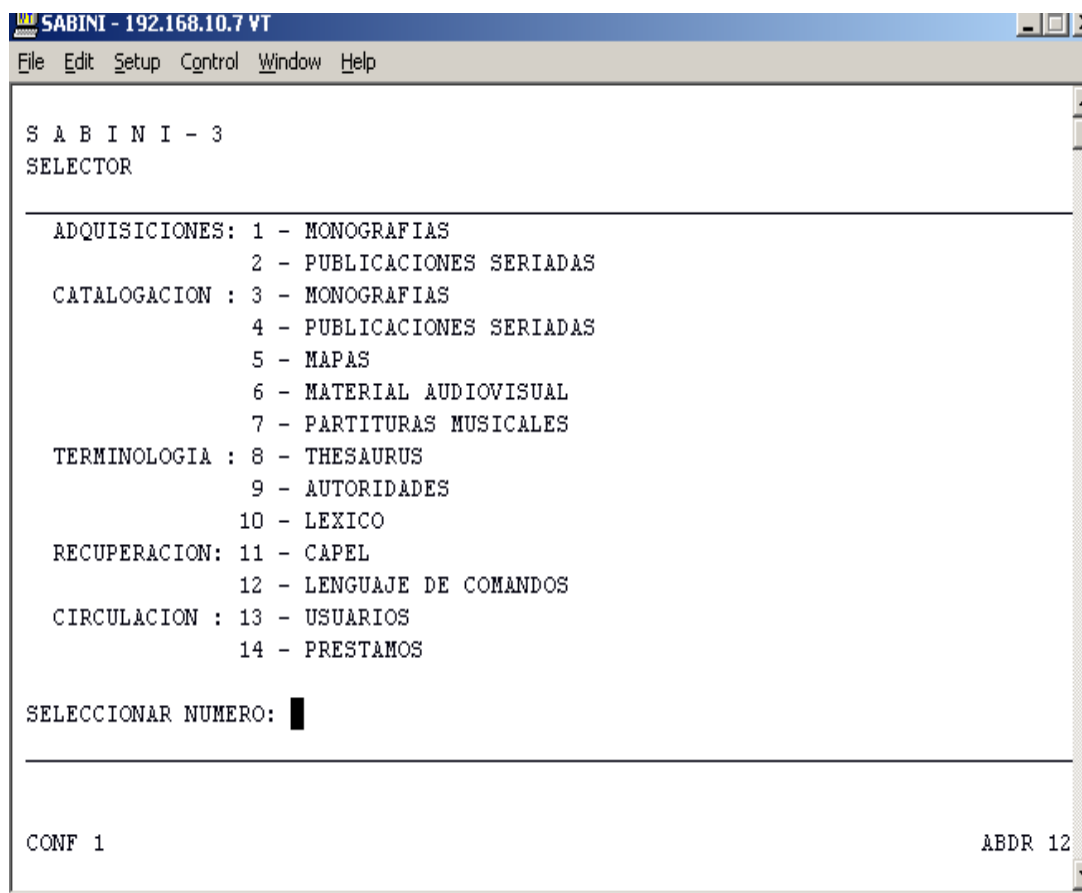 SABINI - 192.168.10.7 VT
File Edit Setup Control Window Help
S A B I N I - 3
SELECTOR
ADQUISICIONES: 1 - MONOGRAFIAS
2 - PUBLICACIONES SERIADAS
CATALOGACION : 3 - MONOGRAFIAS
4 - PUBLICACIONES SERIADAS
5 - MAPAS
6 - MATERIAL AUDIOVISUAL
7 - PARTITURAS MUSICALES
TERMINOLOGIA : 8 - THESAURUS
9 - AUTORIDADES
10 - LEXICO
RECUPERACION: 11 - CAPEL
12 - LENGUAJE DE COMANDOS
CIRCULACION : 13 - USUARIOS
14 - PRESTAMOS
SELECCIONAR NUMERO:
CONF 1 ABDR 12